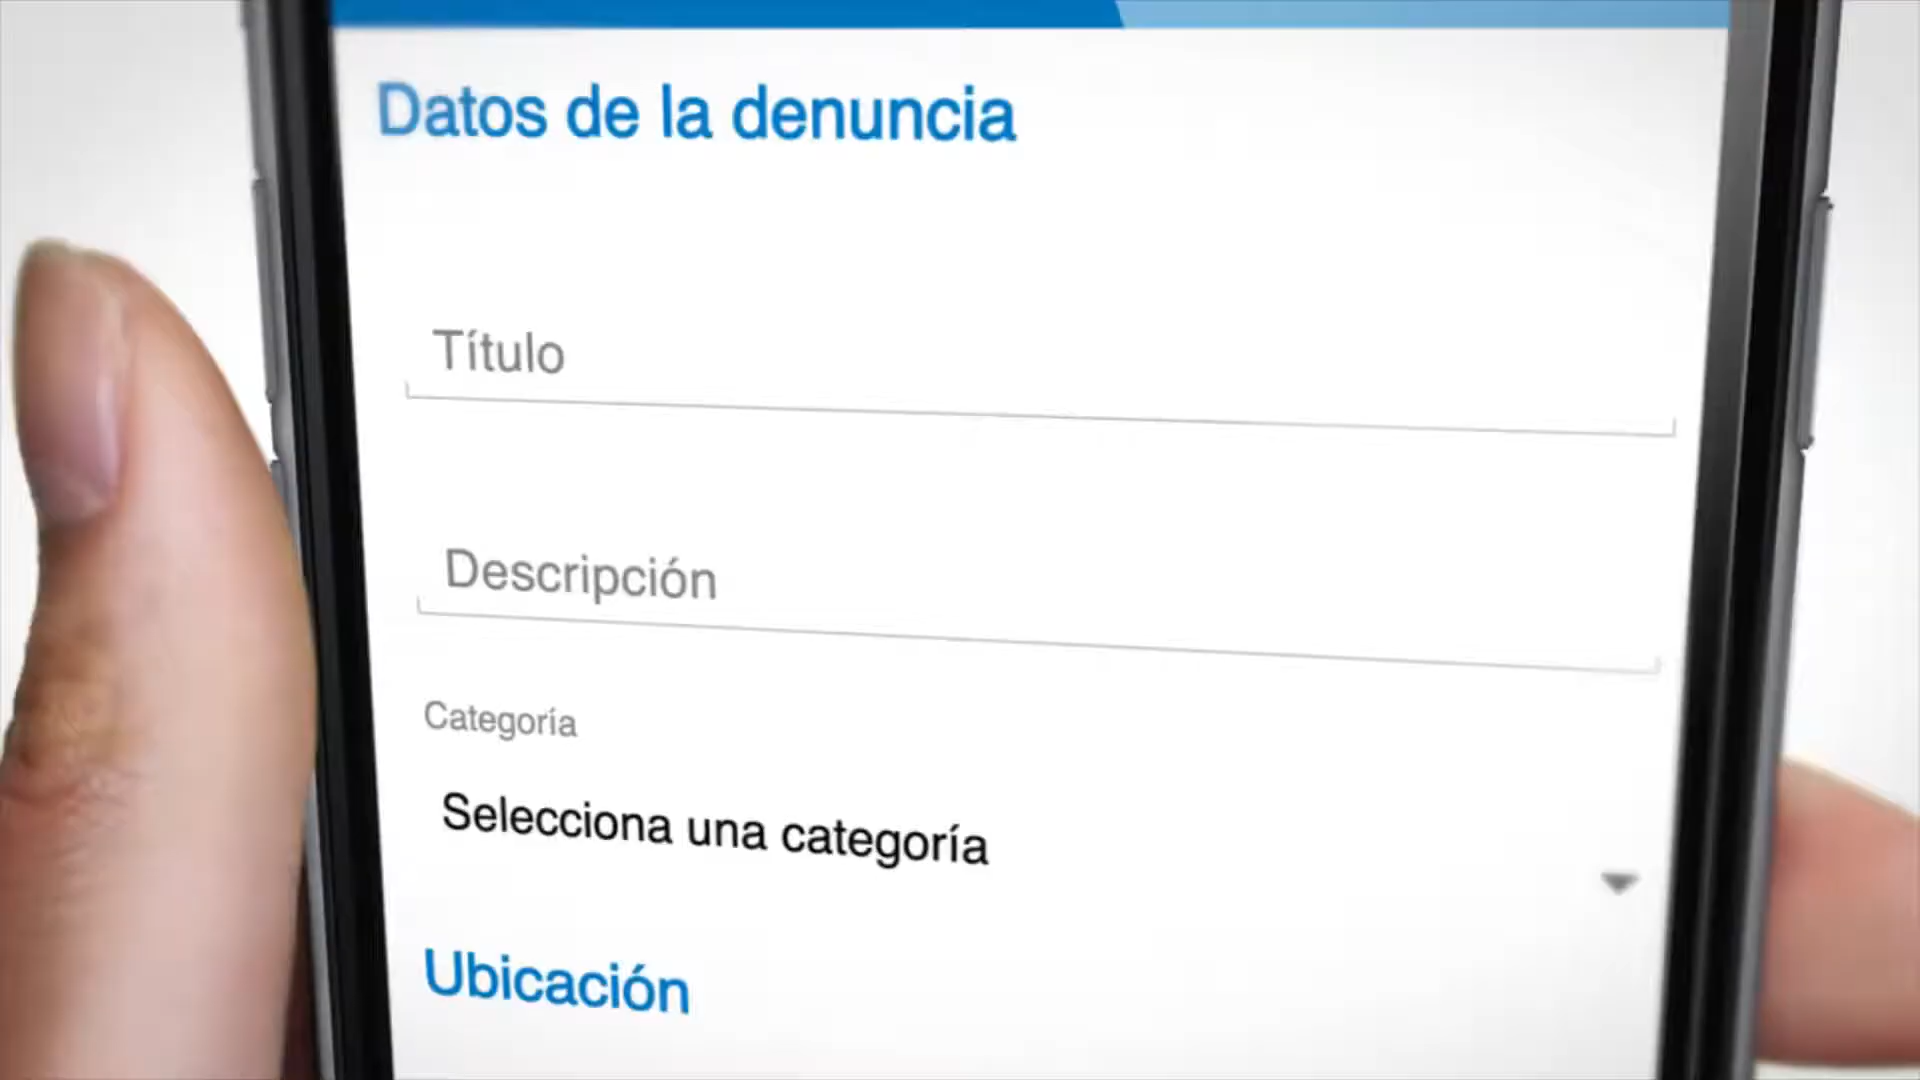 Datos de la denuncia
Título
Descripción
Categoría
Selecciona una categoría
Ubicación